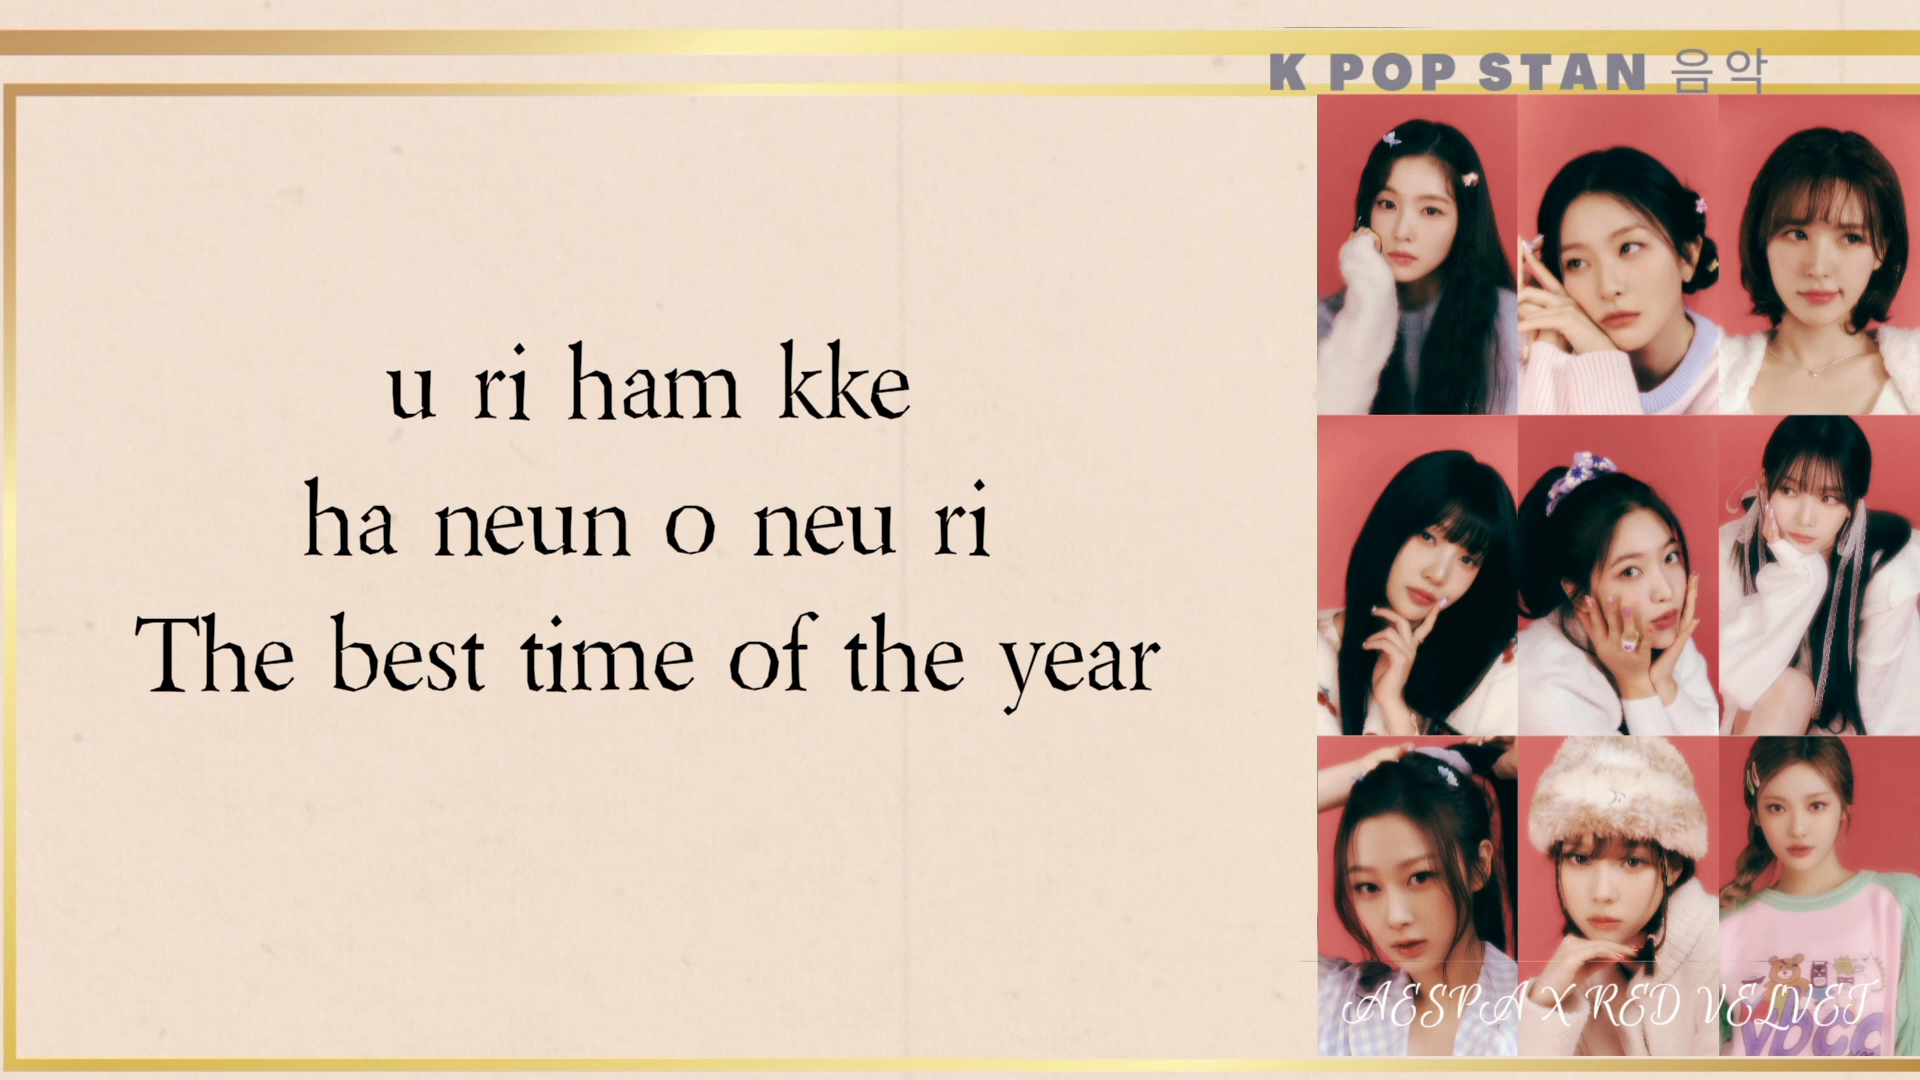 K POP STAN 음악
u ri ham kke
ha neun o neu ri
The best time of the year
AESPA X RED VELVET